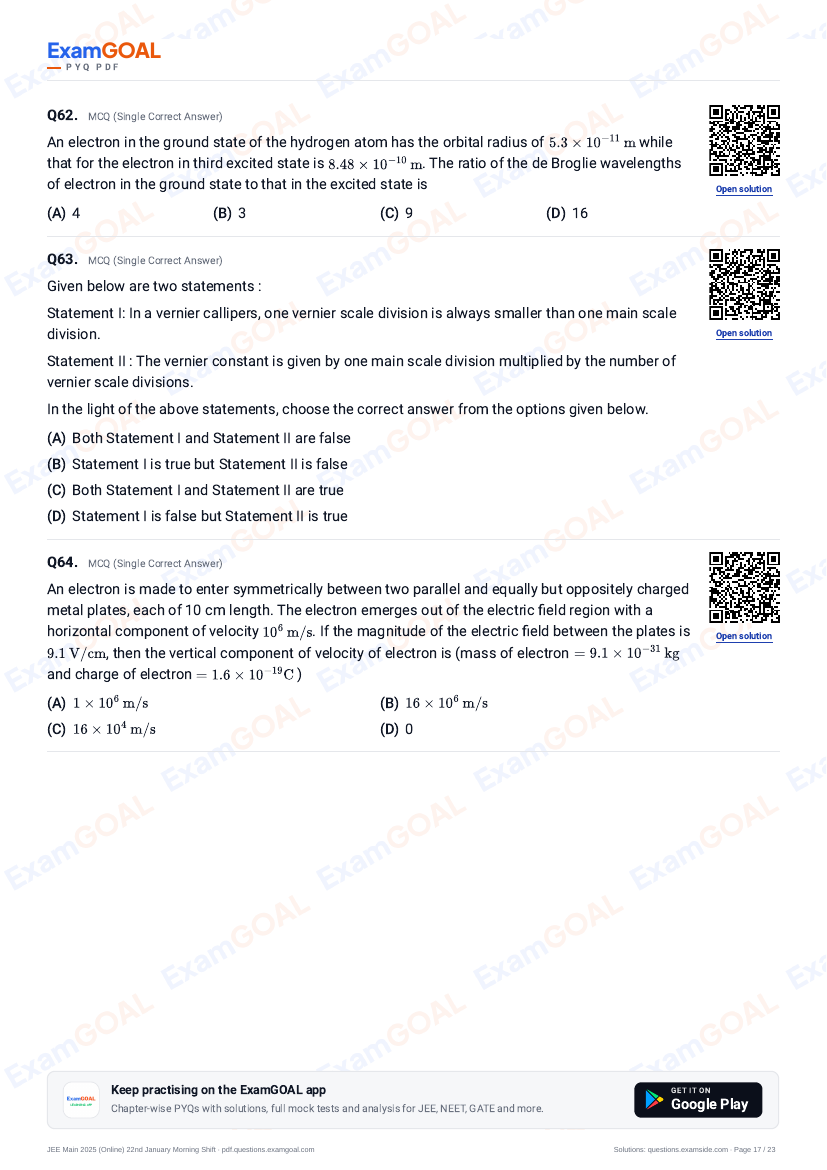 ExamGOAL
PYQ PDF
Q62. MCQ (Single Correct Answer)
An electron in the ground state of the hydrogen atom has the orbital radius of 5.3 × 10⁻¹¹ m while
that for the electron in third excited state is 8.48 × 10⁻¹⁰ m. The ratio of the de Broglie wavelengths
of electron in the ground state to that in the excited state is
Open solution
(A) 4 (B) 3 (C) 9 (D) 16
Q63. MCQ (Single Correct Answer)
Given below are two statements :
Statement I: In a vernier callipers, one vernier scale division is always smaller than one main scale
division.
Open solution
Statement II : The vernier constant is given by one main scale division multiplied by the number of
vernier scale divisions.
In the light of the above statements, choose the correct answer from the options given below.
(A) Both Statement I and Statement II are false
(B) Statement I is true but Statement II is false
(C) Both Statement I and Statement II are true
(D) Statement I is false but Statement II is true
Q64. MCQ (Single Correct Answer)
An electron is made to enter symmetrically between two parallel and equally but oppositely charged
metal plates, each of 10 cm length. The electron emerges out of the electric field region with a
horizontal component of velocity 10⁶ m/s. If the magnitude of the electric field between the plates is
Open solution
9.1 V/cm, then the vertical component of velocity of electron is (mass of electron = 9.1 × 10⁻³¹ kg
and charge of electron = 1.6 × 10⁻¹⁹C )
(A) 1 × 10⁶ m/s (B) 16 × 10⁶ m/s
(C) 16 × 10⁴ m/s (D) 0
ExamGOAL
Keep practising on the ExamGOAL app
Chapter-wise PYQs with solutions, full mock tests and analysis for JEE, NEET, GATE and more.
GET IT ON
Google Play
JEE Main 2025 (Online) 22nd January Morning Shift · pdf.questions.examgoal.com
Solutions: questions.examside.com · Page 17 / 23